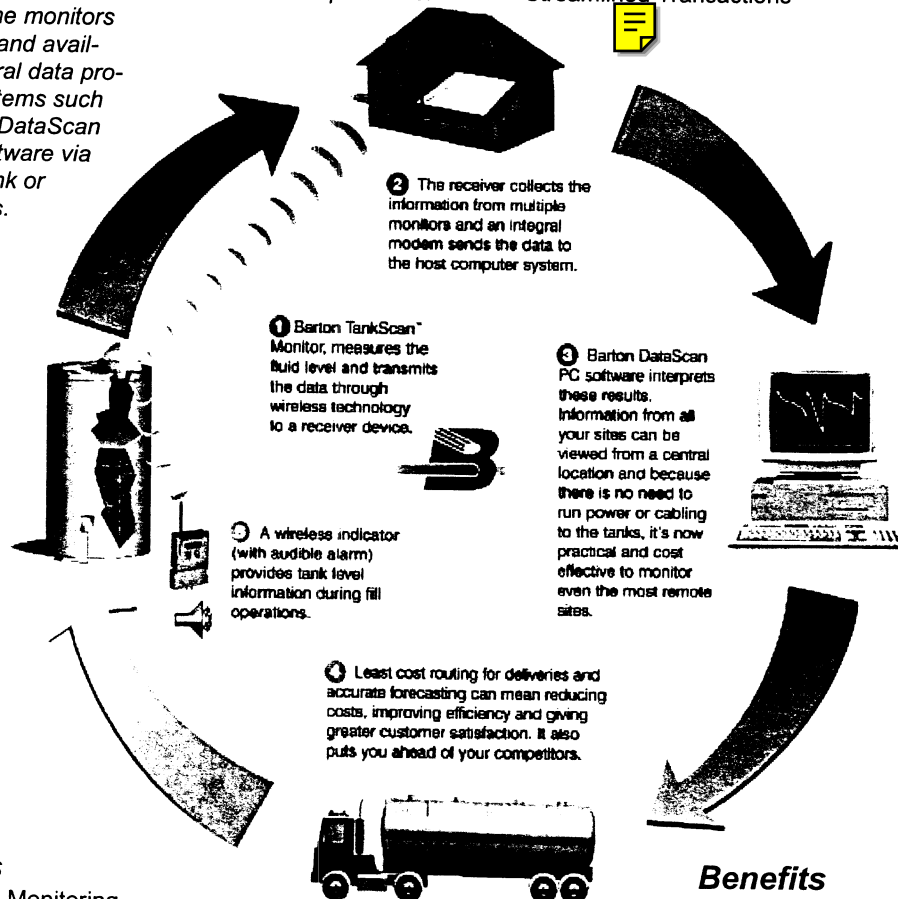 Streamlined Transactions
ne monitors
and avail-
ral data pro-
tems such
DataScan
tware via
nk or
s.
2 The receiver collects the
information from multiple
monitors and an integral
modem sends the data to
the host computer system.
1 Barton TankScan™
Monitor, measures the
fluid level and transmits
the data through
wireless technology
to a receiver device.
3 Barton DataScan
PC software interprets
these results.
Information from all
your sites can be
viewed from a central
location and because
there is no need to
run power or cabling
to the tanks, it's now
practical and cost
effective to monitor
even the most remote
sites.
A wireless indicator
(with audible alarm)
provides tank level
information during fill
operations.
4 Least cost routing for deliveries and
accurate forecasting can mean reducing
costs, improving efficiency and giving
greater customer satisfaction. It also
puts you ahead of your competitors.
s
Monitoring
Benefits